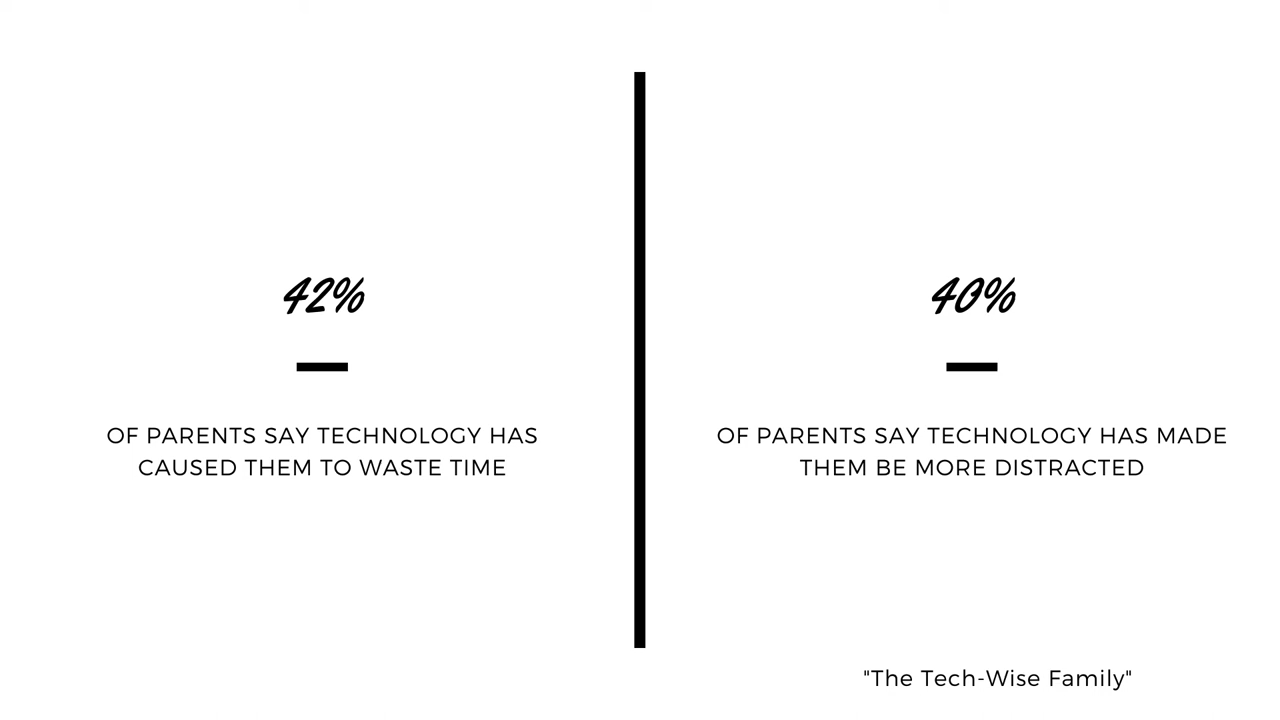 42%
OF PARENTS SAY TECHNOLOGY HAS
CAUSED THEM TO WASTE TIME
40%
OF PARENTS SAY TECHNOLOGY HAS MADE
THEM BE MORE DISTRACTED
"The Tech-Wise Family"